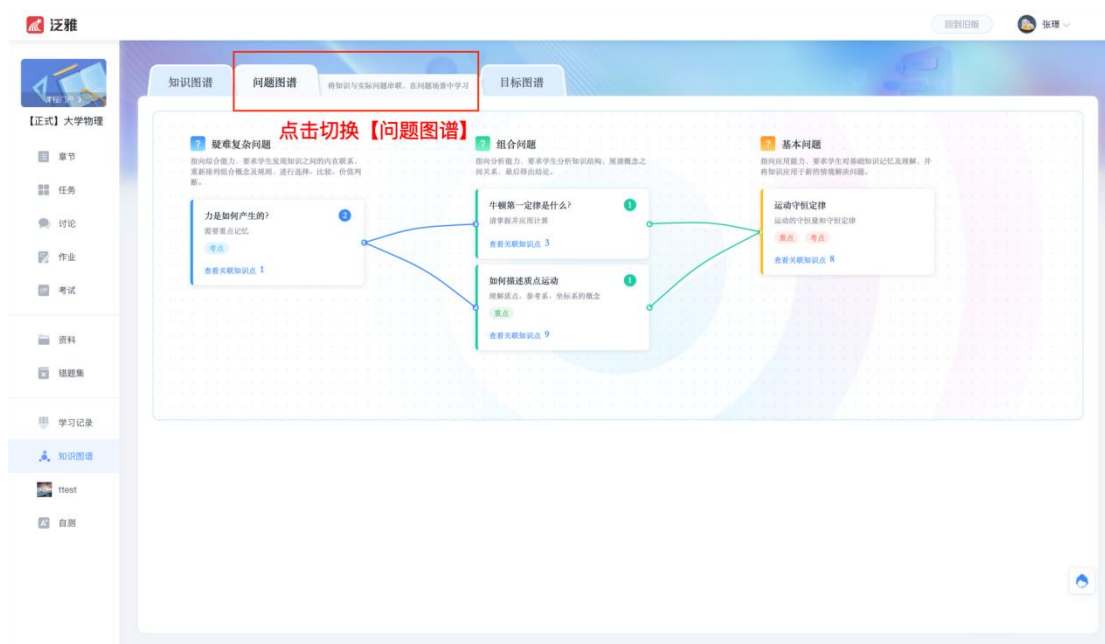 泛雅
回到旧版
张璟
课程门户
【正式】大学物理
章节
任务
讨论
作业
考试
资料
错题集
学习记录
知识图谱
ttest
自测
知识图谱
问题图谱
将知识与实际问题串联，在问题场景中学习
目标图谱
点击切换【问题图谱】
疑难复杂问题
指向综合能力，要求学生发现知识之间的内在联系，
重新排列组合概念及规则，进行选择、比较、价值判
断。
力是如何产生的?
2
需要重点记忆
考点
查看关联知识点 1
组合问题
指向分析能力，要求学生分析知识结构，厘清概念之
间关系，最后得出结论。
牛顿第一定律是什么?
1
请掌握并应用计算
查看关联知识点 3
如何描述质点运动
1
理解质点、参考系、坐标系的概念
重点
查看关联知识点 9
基本问题
指向应用能力，要求学生对基础知识记忆及理解，并
将知识应用于新的情境解决问题。
运动守恒定律
运动的守恒量和守恒定律
重点 考点
查看关联知识点 8